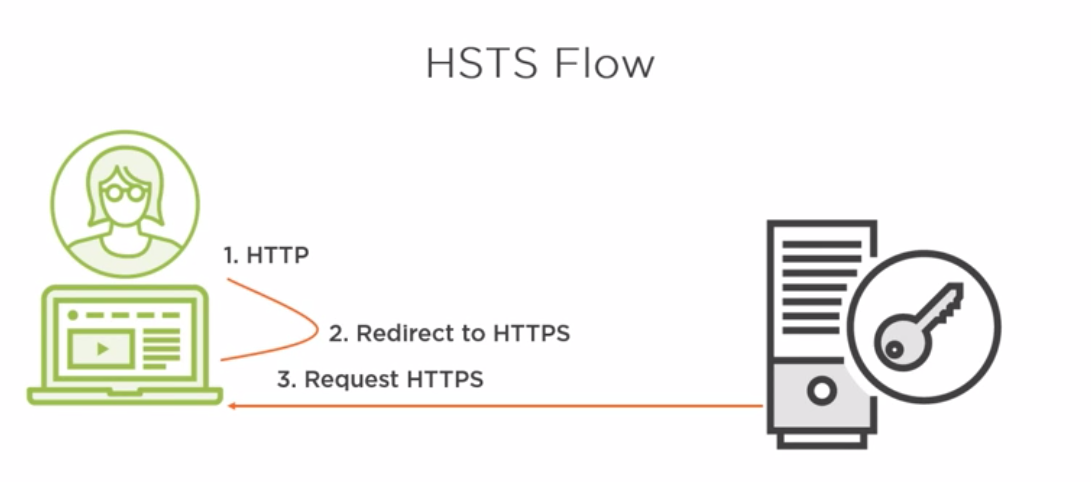 HSTS Flow
1. HTTP
2. Redirect to HTTPS
3. Request HTTPS